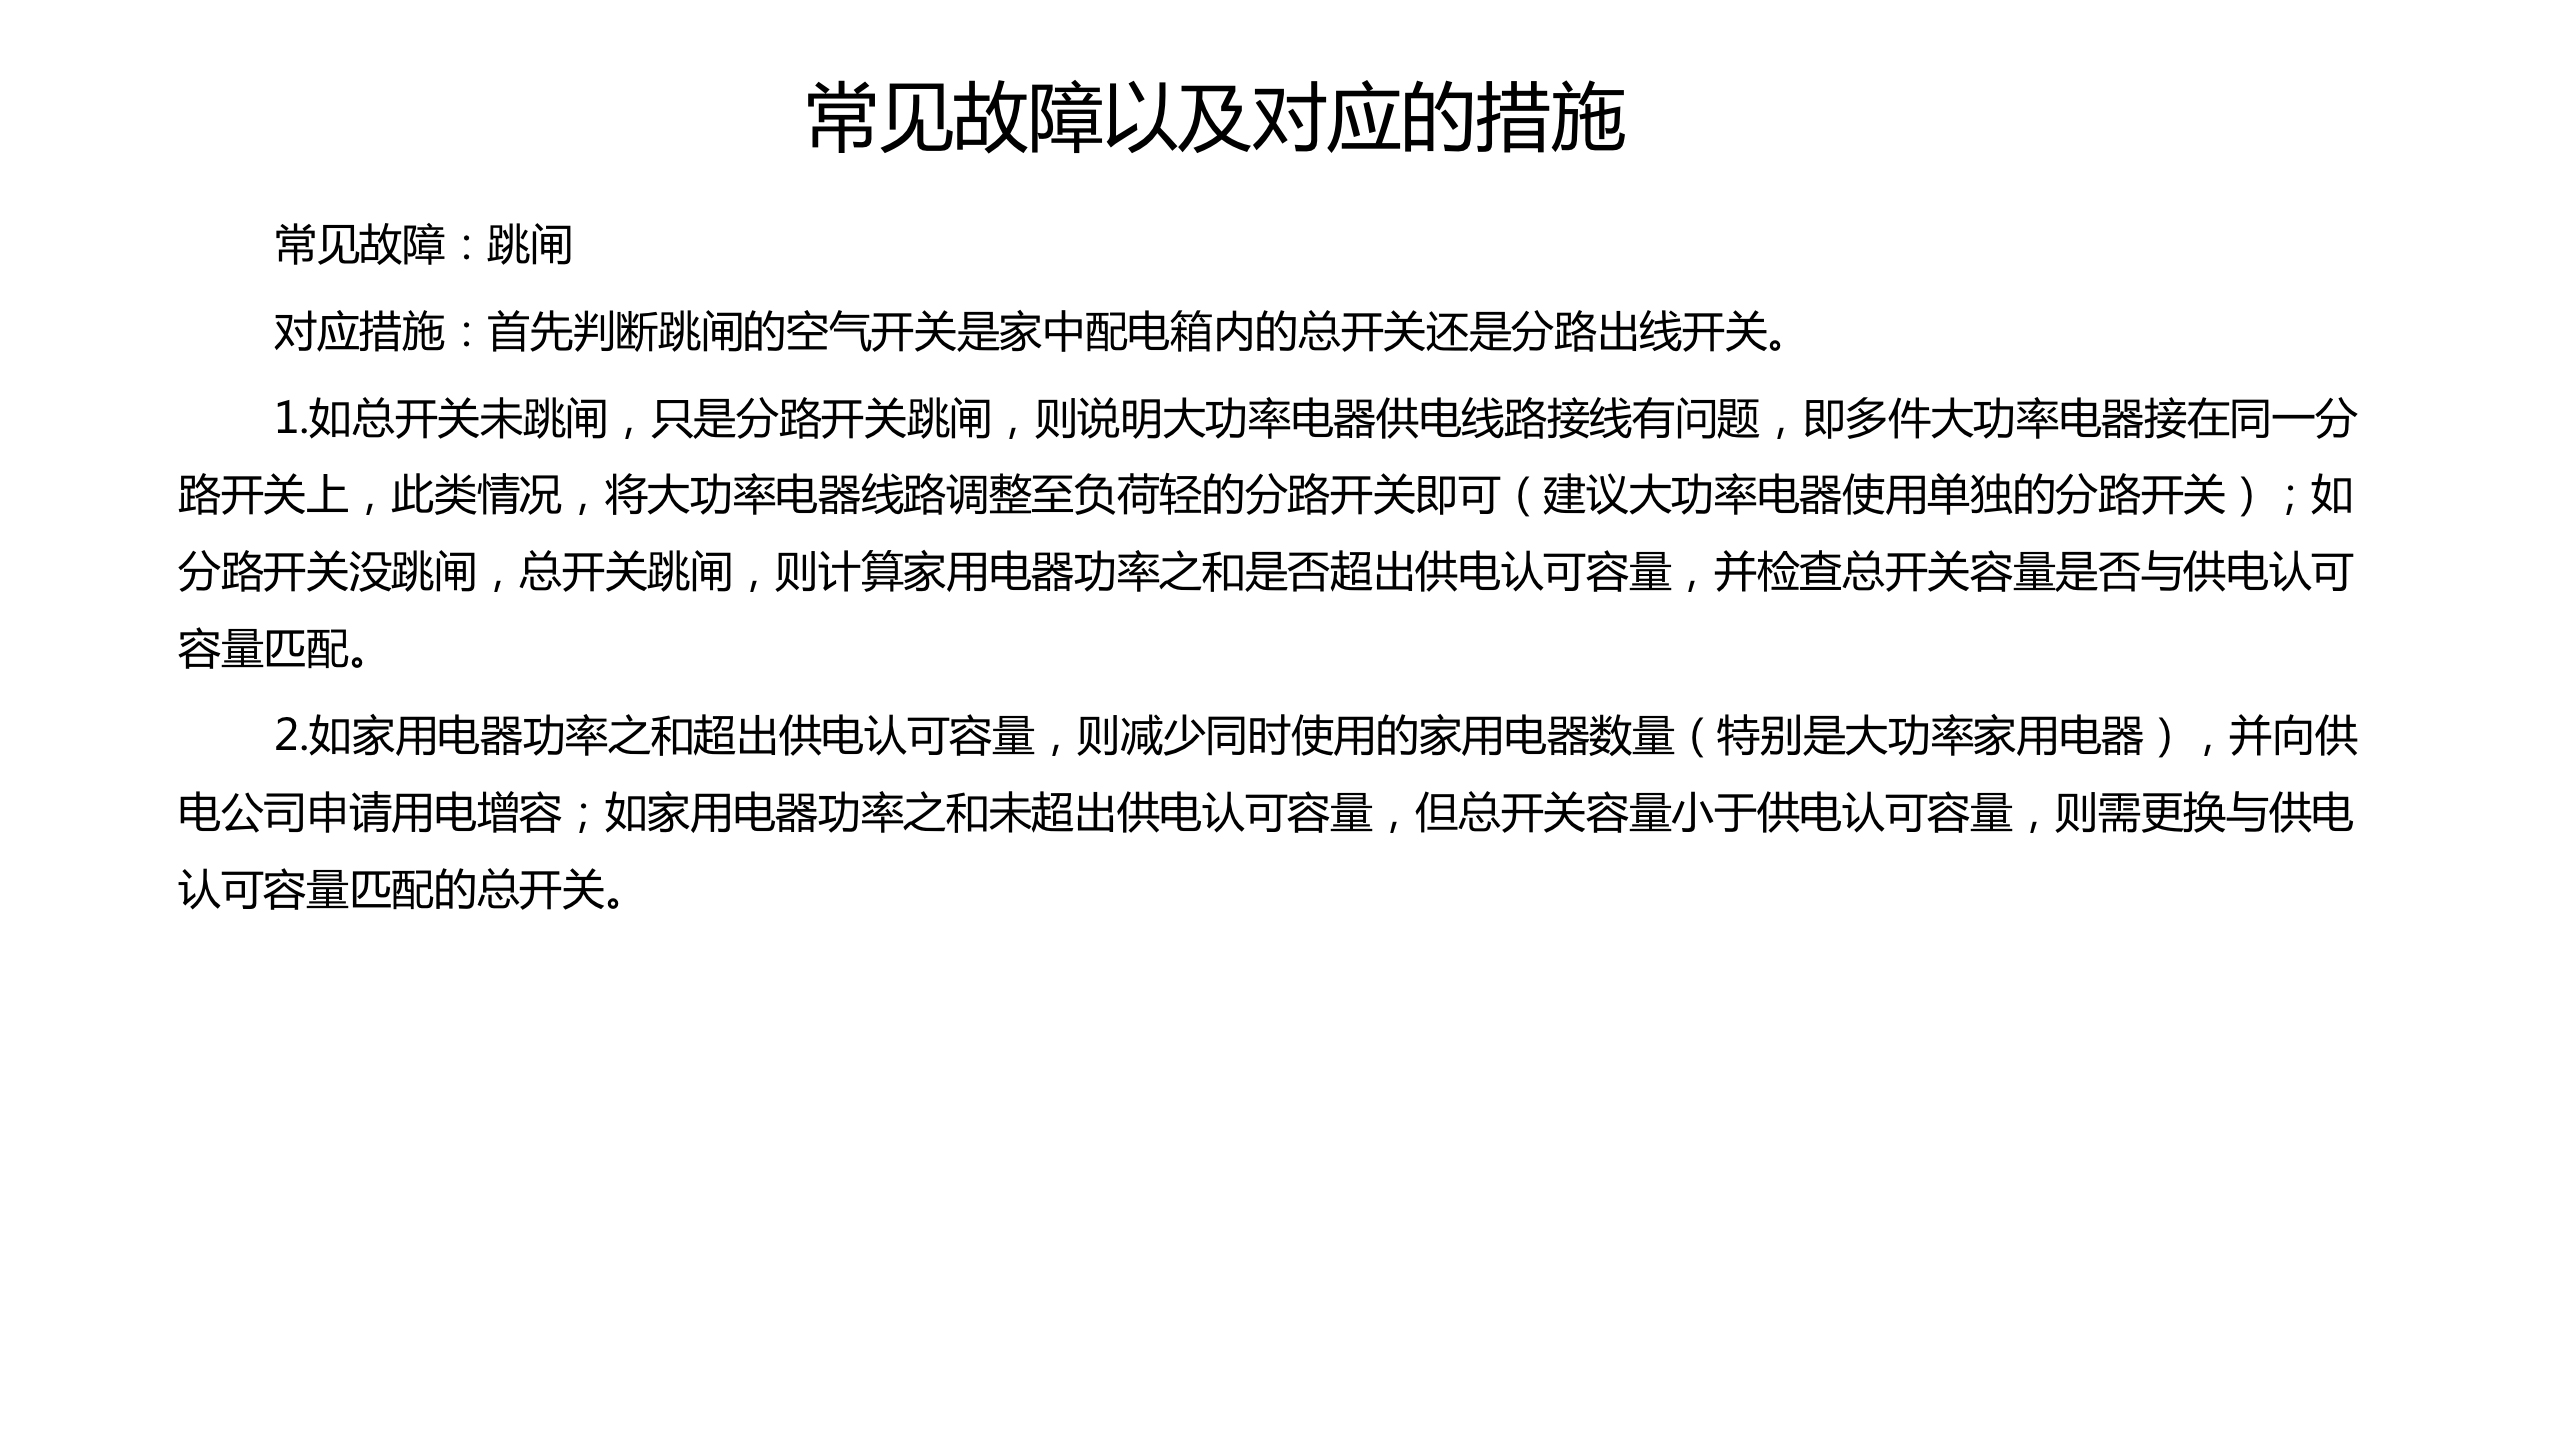 常见故障以及对应的措施
常见故障：跳闸
对应措施：首先判断跳闸的空气开关是家中配电箱内的总开关还是分路出线开关。
1.如总开关未跳闸，只是分路开关跳闸，则说明大功率电器供电线路接线有问题，即多件大功率电器接在同一分
路开关上，此类情况，将大功率电器线路调整至负荷轻的分路开关即可（建议大功率电器使用单独的分路开关）；如
分路开关没跳闸，总开关跳闸，则计算家用电器功率之和是否超出供电认可容量，并检查总开关容量是否与供电认可
容量匹配。
2.如家用电器功率之和超出供电认可容量，则减少同时使用的家用电器数量（特别是大功率家用电器），并向供
电公司申请用电增容；如家用电器功率之和未超出供电认可容量，但总开关容量小于供电认可容量，则需更换与供电
认可容量匹配的总开关。